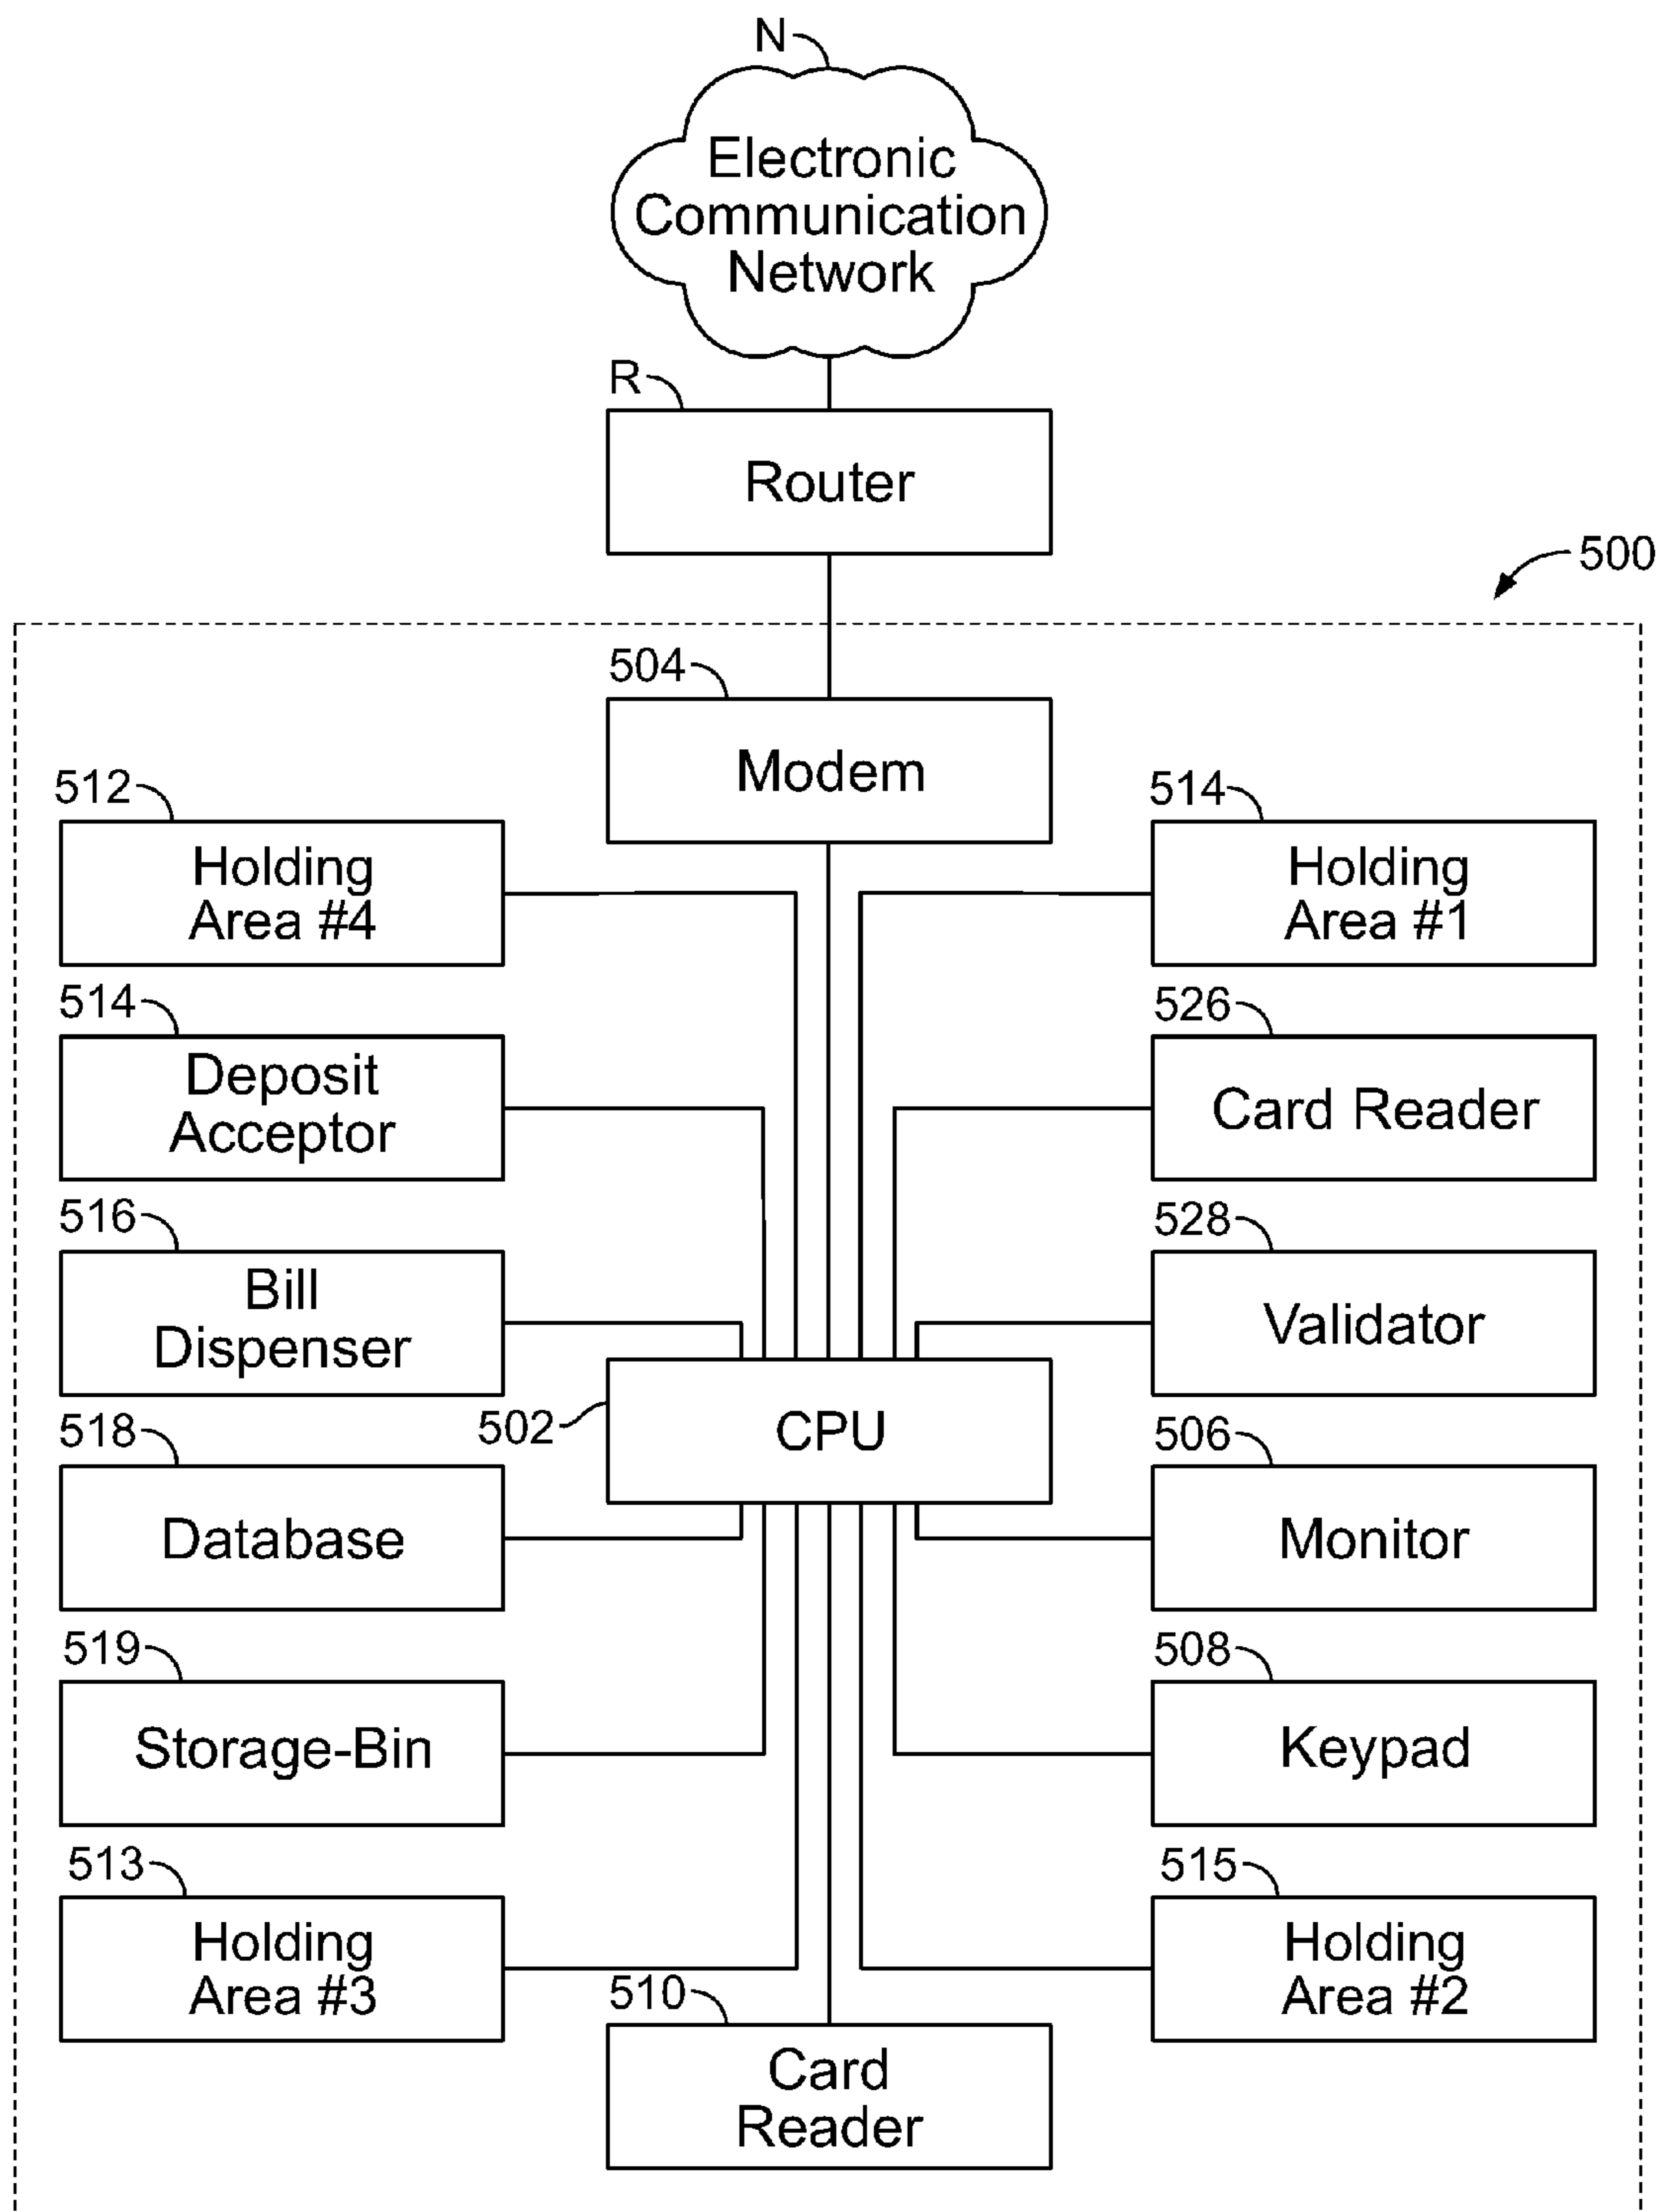 N
Electronic
Communication
Network
R
Router
500
504
Modem
512
Holding
Area #4
514
Holding
Area #1
514
Deposit
Acceptor
526
Card Reader
516
Bill
Dispenser
528
Validator
502
CPU
518
Database
506
Monitor
519
Storage-Bin
508
Keypad
513
Holding
Area #3
515
Holding
Area #2
510
Card
Reader